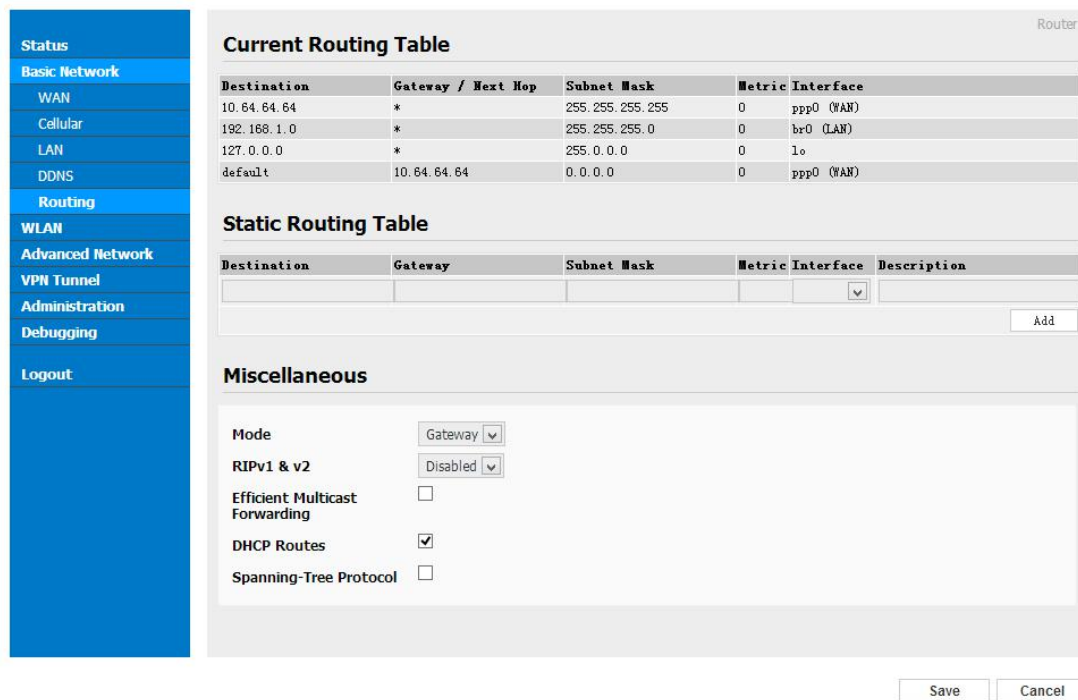 Router
Status
Basic Network
WAN
Cellular
LAN
DDNS
Routing
WLAN
Advanced Network
VPN Tunnel
Administration
Debugging
Logout
Current Routing Table
Destination Gateway / Next Hop Subnet Mask Metric Interface
10.64.64.64 * 255.255.255.255 0 ppp0 (WAN)
192.168.1.0 * 255.255.255.0 0 br0 (LAN)
127.0.0.0 * 255.0.0.0 0 lo
default 10.64.64.64 0.0.0.0 0 ppp0 (WAN)
Static Routing Table
Destination Gateway Subnet Mask Metric Interface Description
Add
Miscellaneous
Mode Gateway
RIPv1 & v2 Disabled
Efficient Multicast
Forwarding
DHCP Routes
Spanning-Tree Protocol
Save Cancel